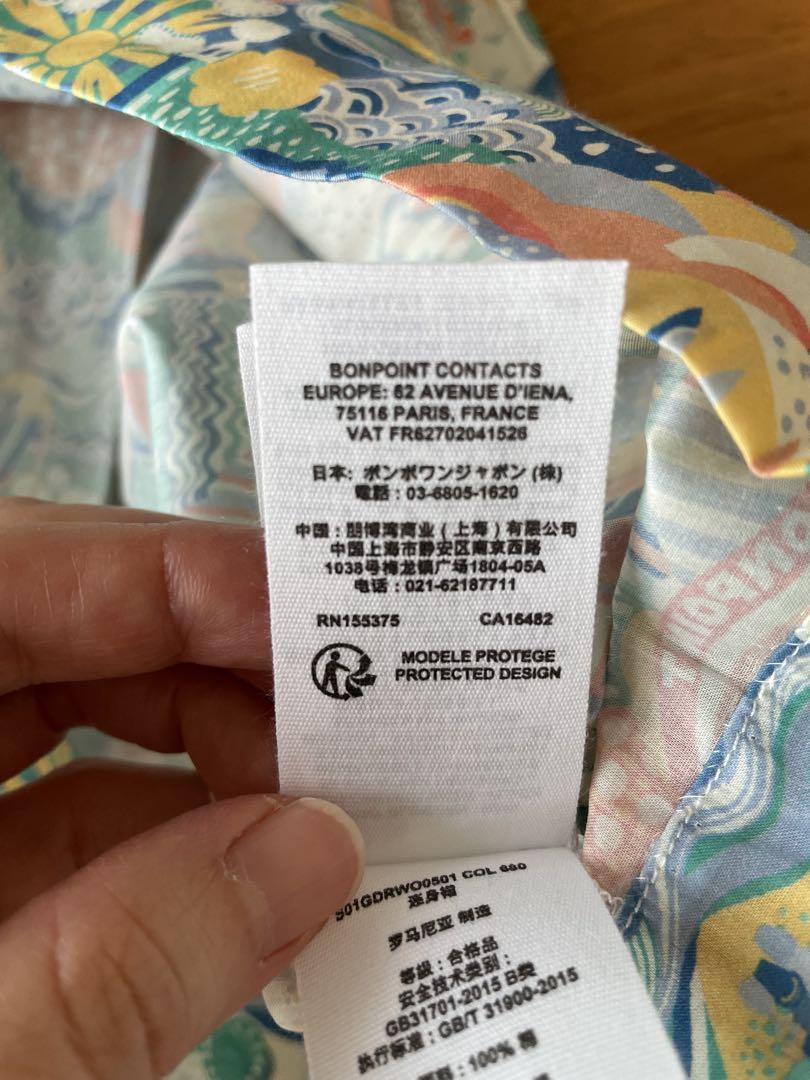 BONPOINT CONTACTS
EUROPE: 62 AVENUE D'IENA,
75116 PARIS, FRANCE
VAT FR62702041526
日本: ボンポワンジャポン (株)
電話 : 03-6805-1620
中国 : 朋博湾商业 ( 上海 ) 有限公司
中国上海市静安区南京西路
1038号梅龙镇广场1804-05A
电话 : 021-62187711
RN155375 CA16482
MODELE PROTEGE
PROTECTED DESIGN
S01GDRWO0501 COL 660
连身裙
罗马尼亚 制造
等级 : 合格品
安全技术类别 :
GB31701-2015 B类
执行标准 : GB/T 31900-2015
100% 棉